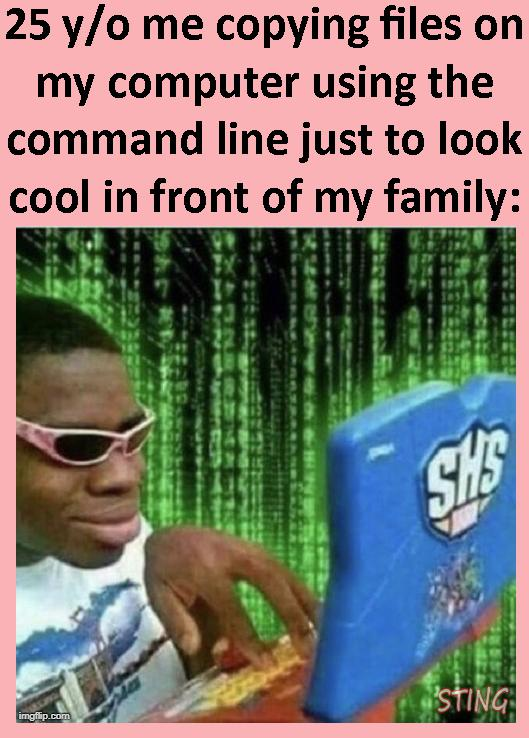 25 y/o me copying files on
my computer using the
command line just to look
cool in front of my family:
SHS
STING
imgflip.com